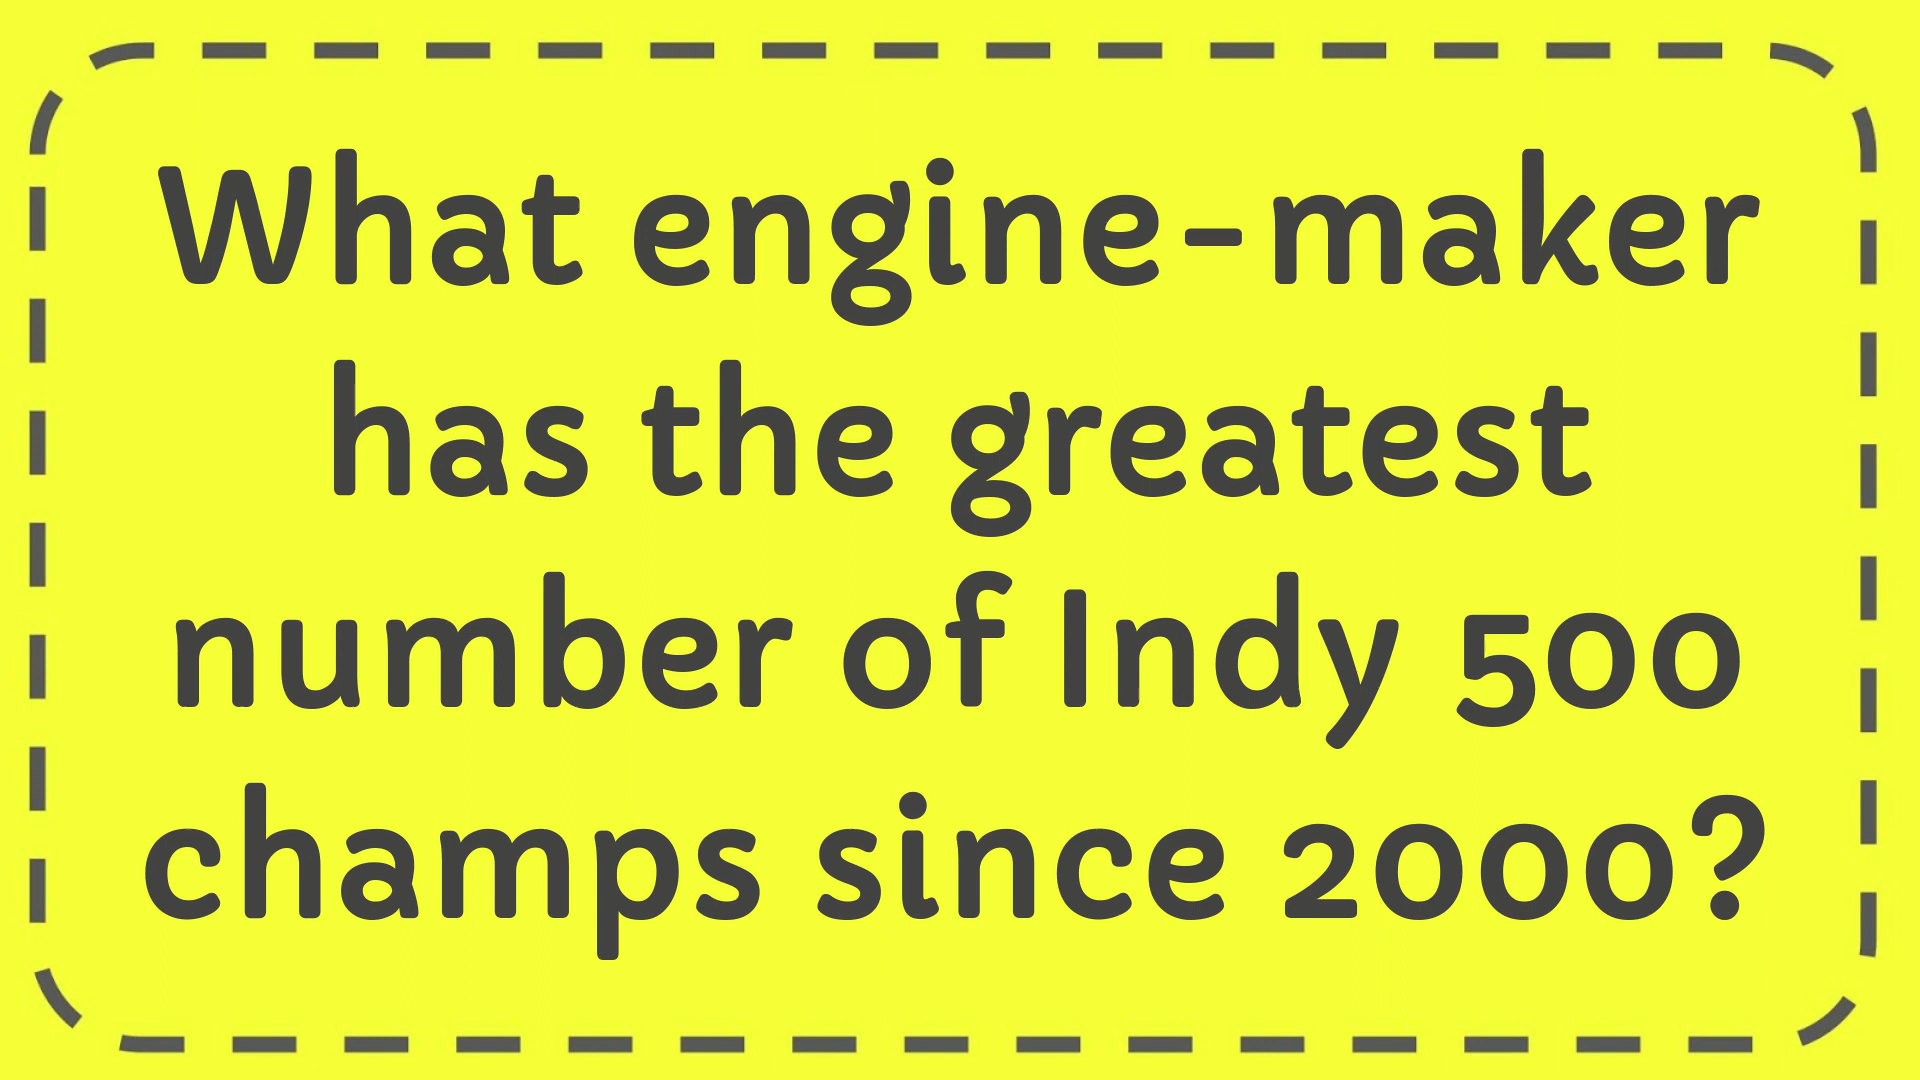 What engine-maker
has the greatest
number of Indy 500
champs since 2000?